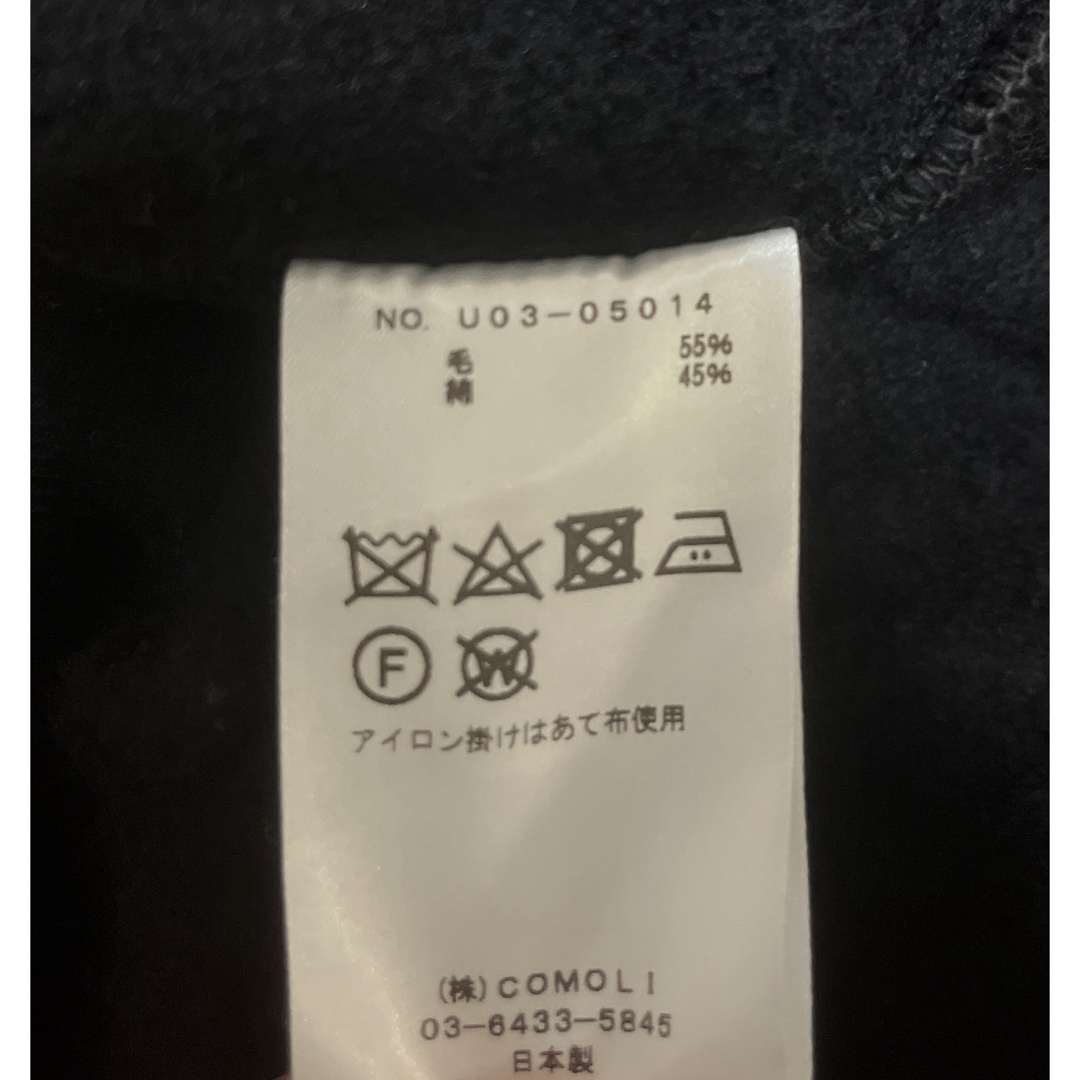 NO. U03-05014
毛 55%
綿 45%
F
W
アイロン掛けはあて布使用
(株)COMOLI
03-6433-5845
日本製